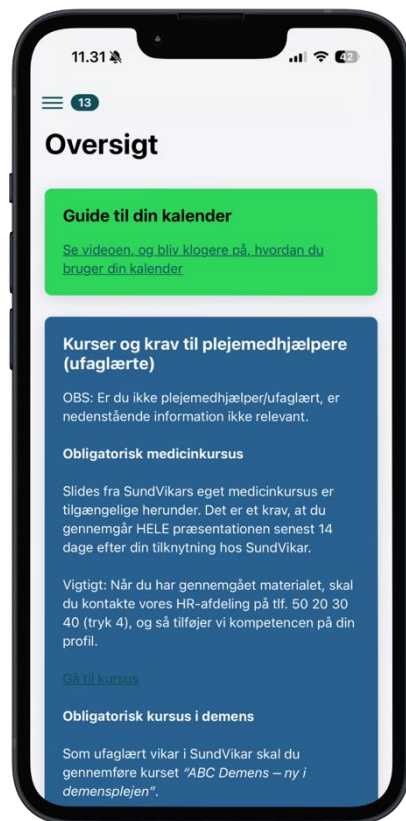 11.31
42
13
Oversigt
Guide til din kalender
Se videoen, og bliv klogere på, hvordan du
bruger din kalender
Kurser og krav til plejemedhjælpere
(ufaglærte)
OBS: Er du ikke plejemedhjælper/ufaglært, er
nedenstående information ikke relevant.
Obligatorisk medicinkursus
Slides fra SundVikars eget medicinkursus er
tilgængelige herunder. Det er et krav, at du
gennemgår HELE præsentationen senest 14
dage efter din tilknytning hos SundVikar.
Vigtigt: Når du har gennemgået materialet, skal
du kontakte vores HR-afdeling på tlf. 50 20 30
40 (tryk 4), og så tilføjer vi kompetencen på din
profil.
Gå til kursus
Obligatorisk kursus i demens
Som ufaglært vikar i SundVikar skal du
gennemføre kurset “ABC Demens – ny i
demensplejen”.